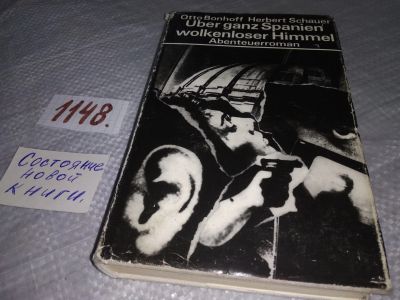 Otto Bonhoff Herbert Schauer
Über ganz Spanien
wolkenloser Himmel
Abenteuerroman
1148.
Состояние
новой
книги.